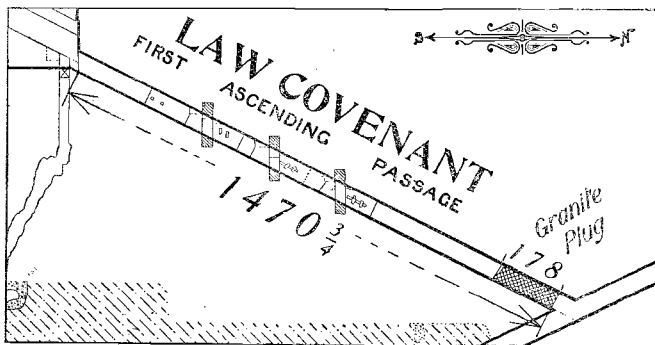 S N
LAW COVENANT
FIRST ASCENDING PASSAGE
1470 3/4
Granite
Plug
178